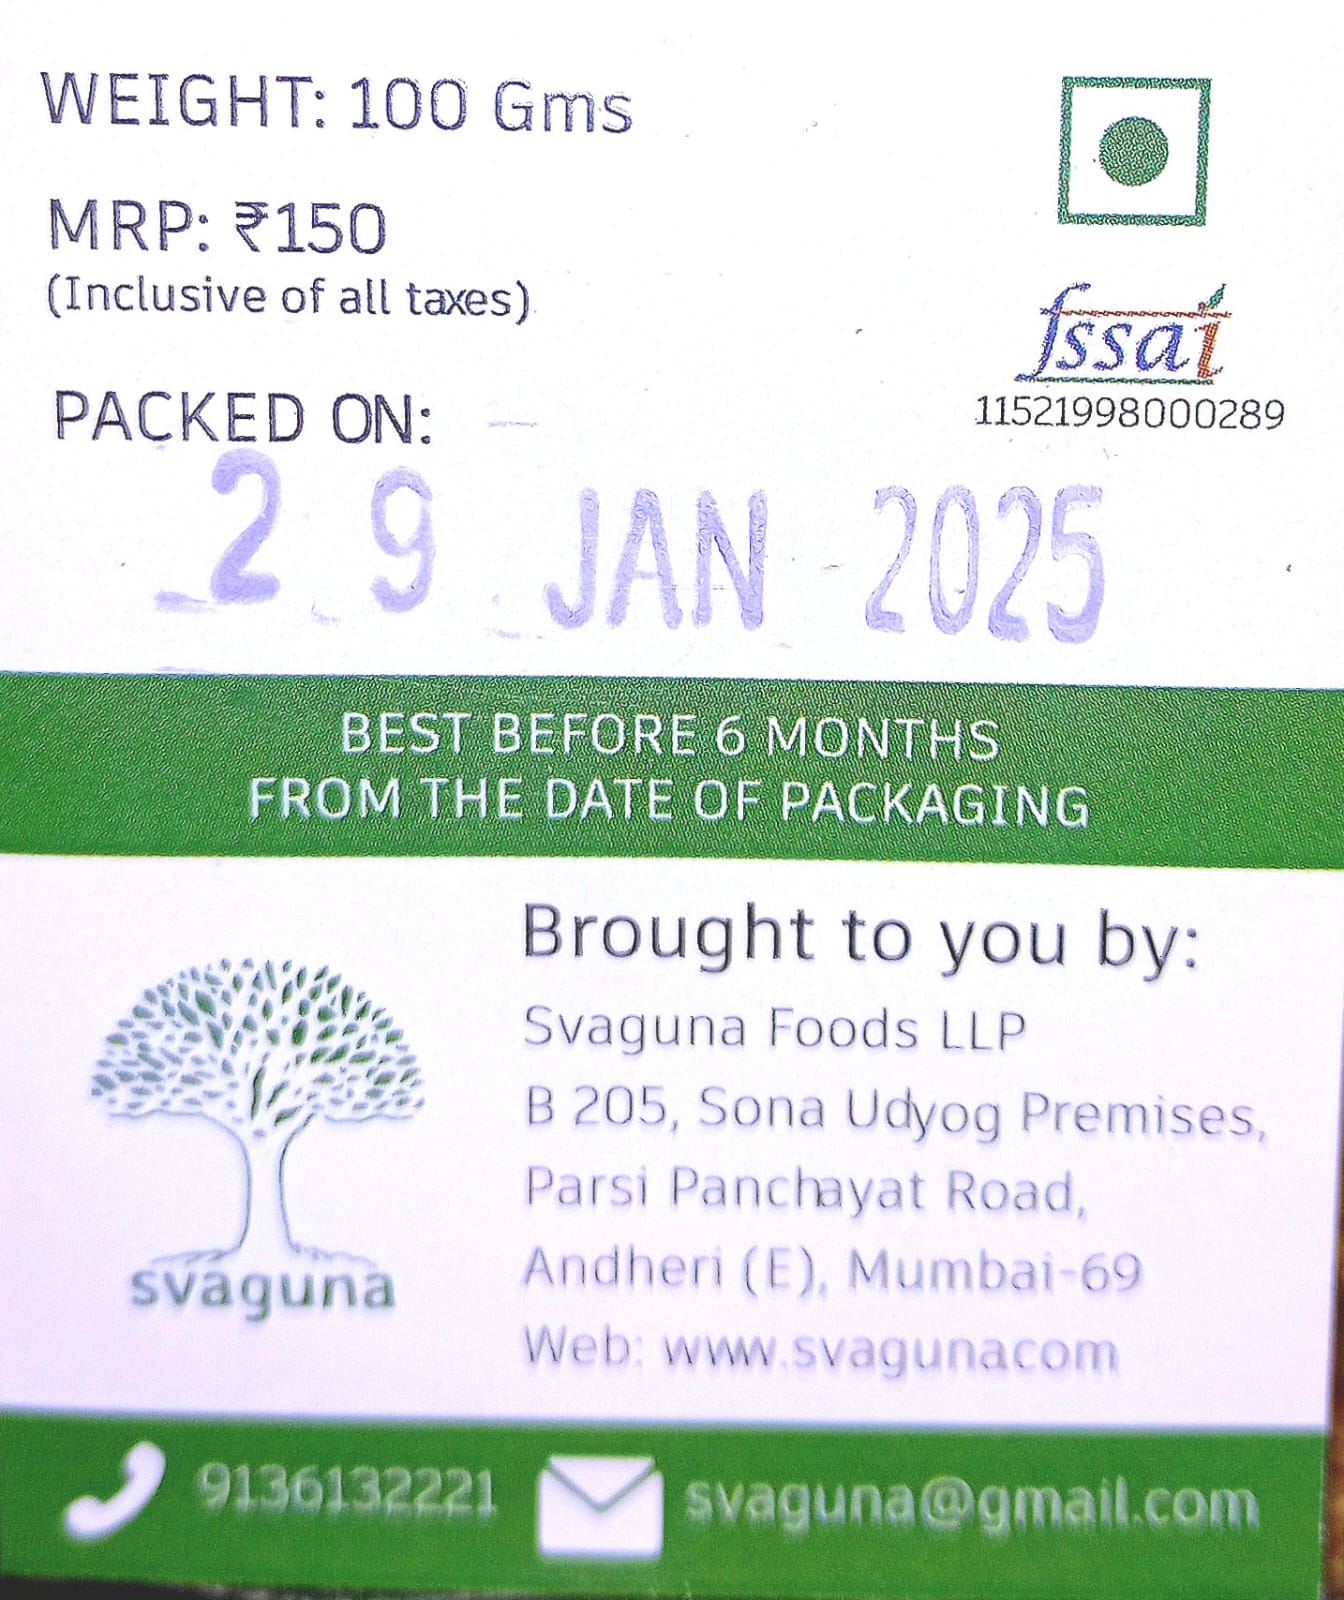 WEIGHT: 100 Gms
MRP: ₹150
(Inclusive of all taxes)
fssai
11521998000289
PACKED ON:
29 JAN 2025
BEST BEFORE 6 MONTHS
FROM THE DATE OF PACKAGING
Brought to you by:
Svaguna Foods LLP
B 205, Sona Udyog Premises,
Parsi Panchayat Road,
Andheri (E), Mumbai-69
Web: www.svagunacom
svaguna
9136132221
svaguna@gmail.com